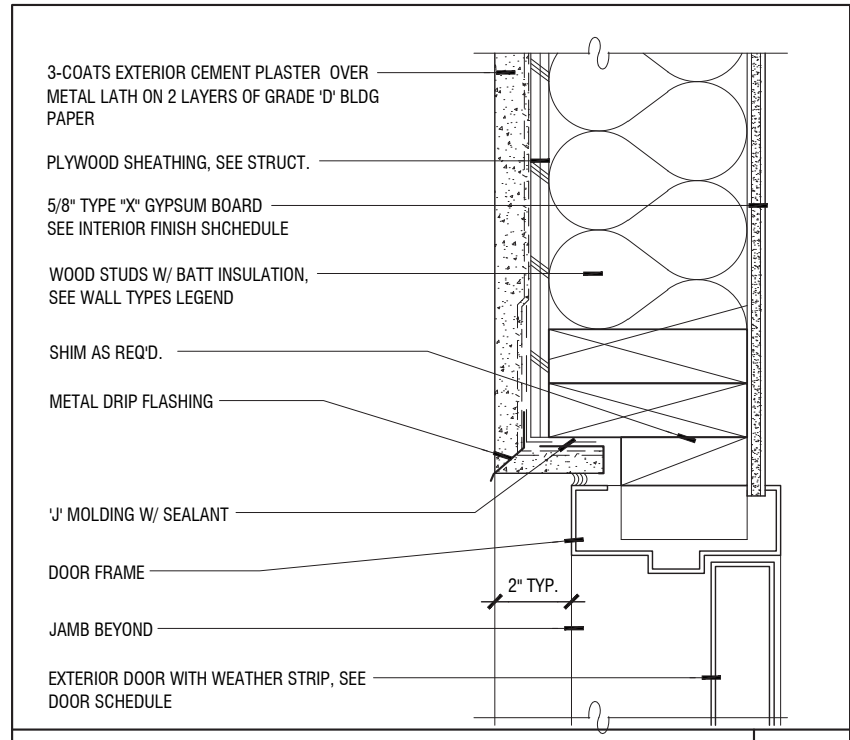 3-COATS EXTERIOR CEMENT PLASTER OVER
METAL LATH ON 2 LAYERS OF GRADE 'D' BLDG
PAPER
PLYWOOD SHEATHING, SEE STRUCT.
5/8" TYPE "X" GYPSUM BOARD
SEE INTERIOR FINISH SHCHEDULE
WOOD STUDS W/ BATT INSULATION,
SEE WALL TYPES LEGEND
SHIM AS REQ'D.
METAL DRIP FLASHING
'J' MOLDING W/ SEALANT
DOOR FRAME
2" TYP.
JAMB BEYOND
EXTERIOR DOOR WITH WEATHER STRIP, SEE
DOOR SCHEDULE